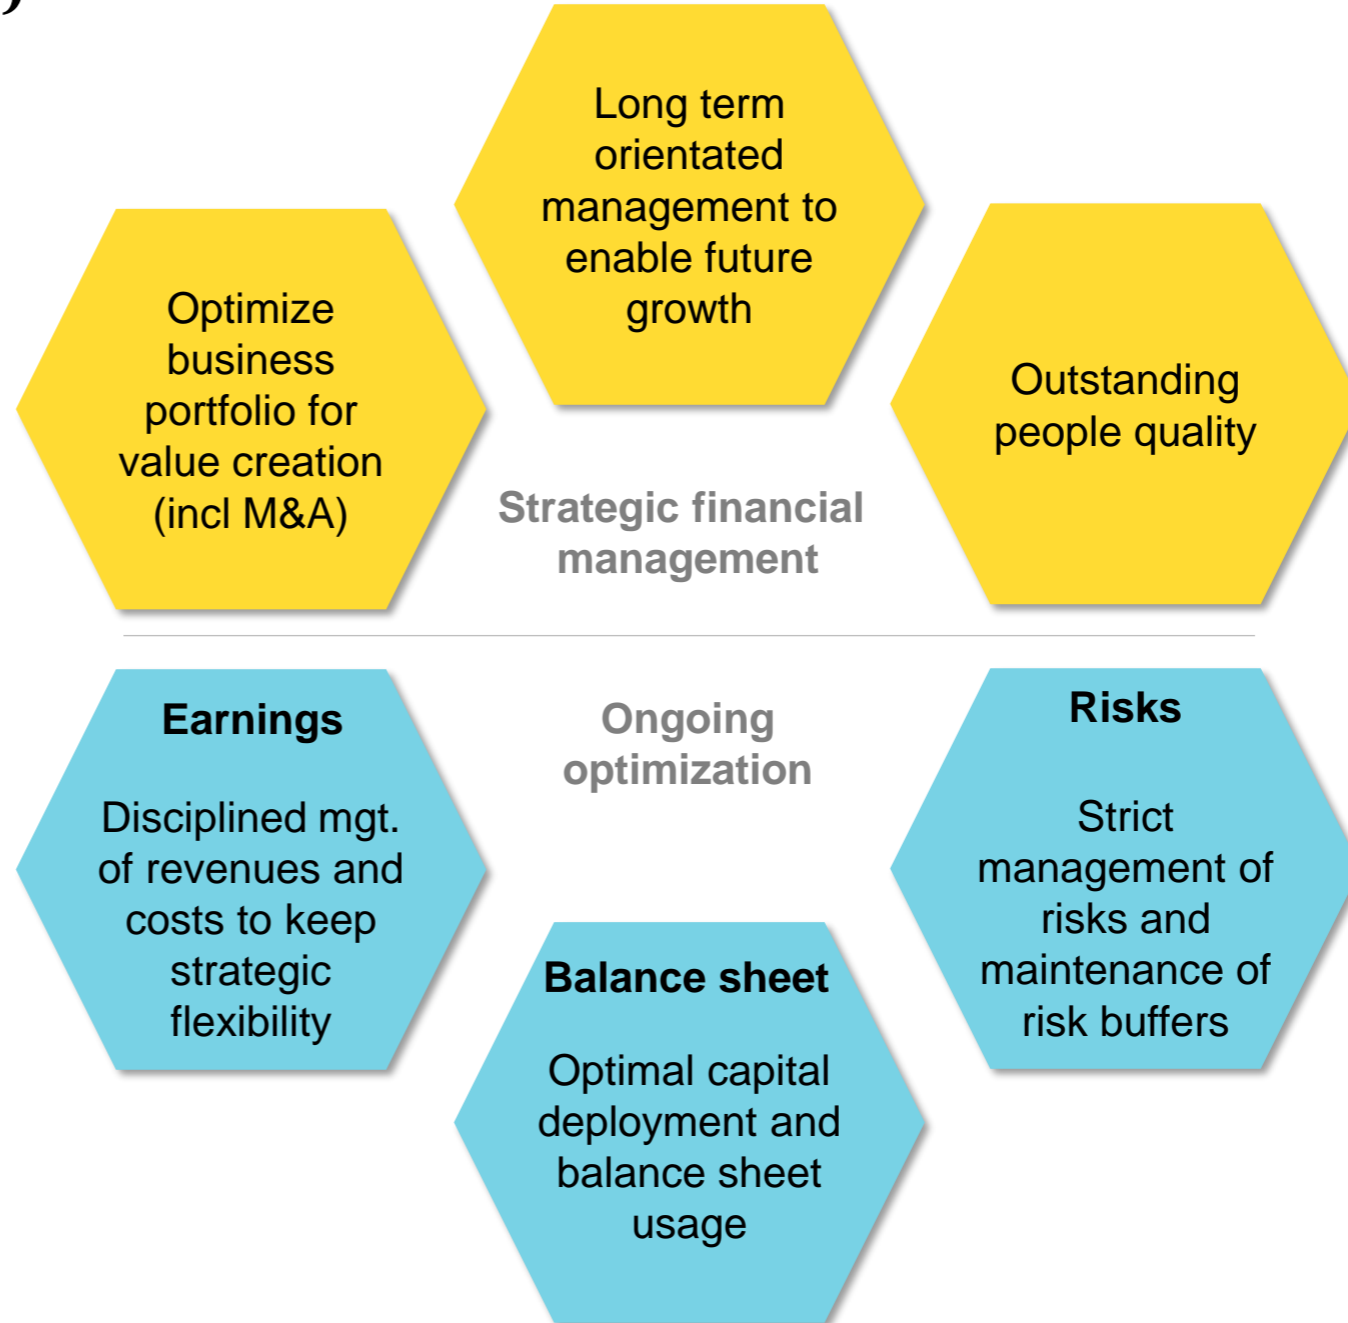 Long term
orientated
management to
enable future
growth
Optimize
business
portfolio for
value creation
(incl M&A)
Outstanding
people quality
Strategic financial
management
Earnings
Disciplined mgt.
of revenues and
costs to keep
strategic
flexibility
Ongoing
optimization
Risks
Strict
management of
risks and
maintenance of
risk buffers
Balance sheet
Optimal capital
deployment and
balance sheet
usage